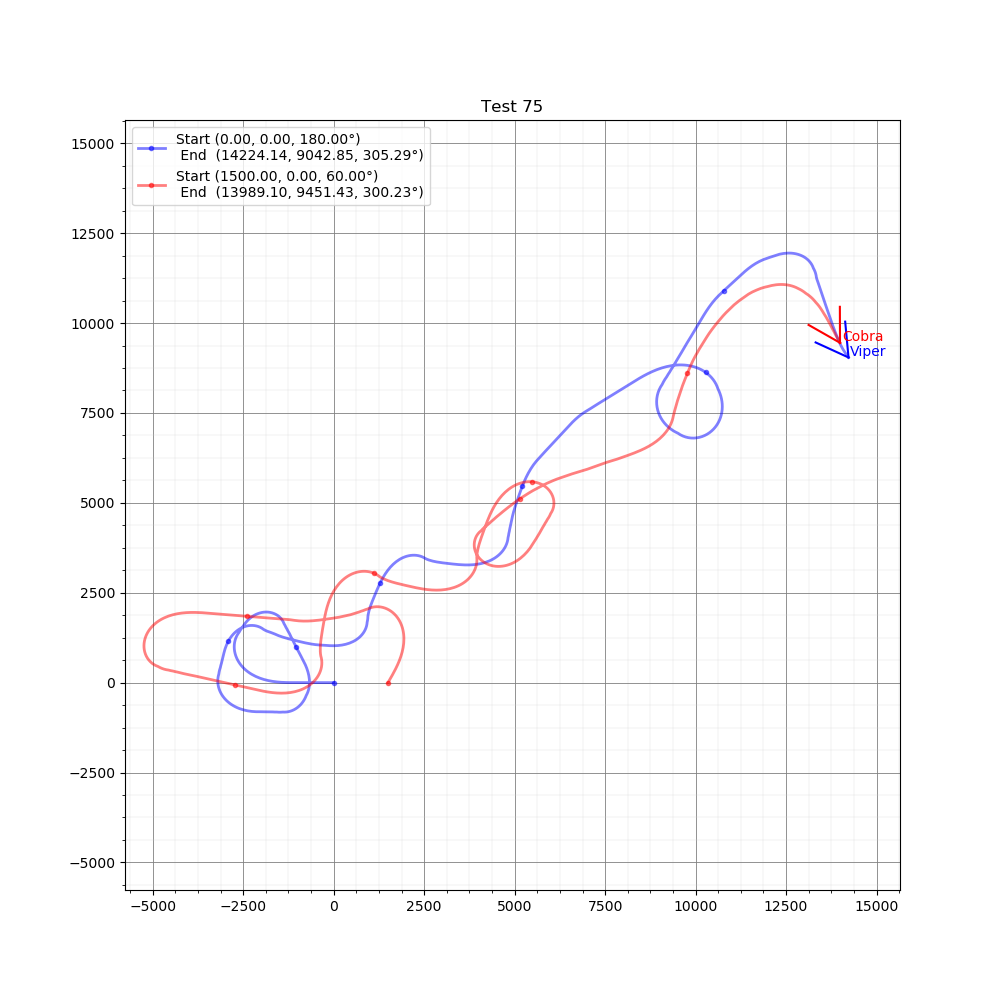 Test 75
Start (0.00, 0.00, 180.00°)
End (14224.14, 9042.85, 305.29°)
Start (1500.00, 0.00, 60.00°)
End (13989.10, 9451.43, 300.23°)
15000
12500
10000
7500
5000
2500
0
−2500
−5000
Cobra
Viper
−5000 −2500 0 2500 5000 7500 10000 12500 15000